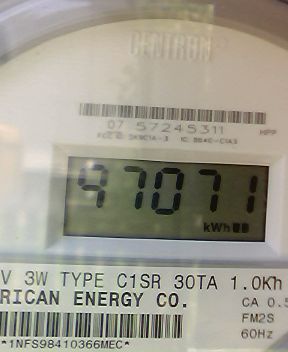 CENTRON
07 57245311 HPP
97071
kWh
V 3W TYPE C1SR 30TA 1.0Kh
RICAN ENERGY CO.
CA 0.5
FM2S
60Hz
*1NFS98410366MEC*